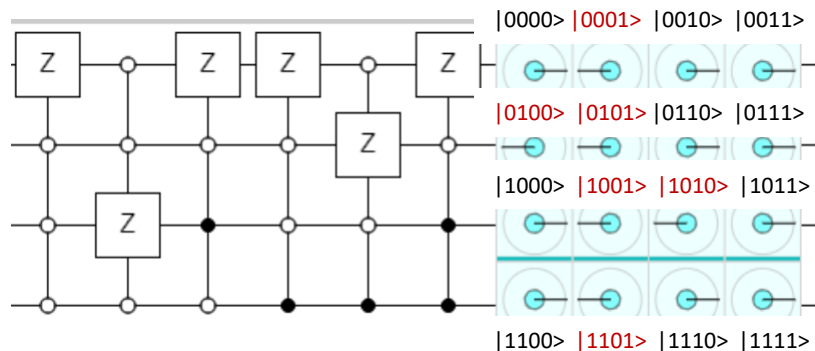 |0000> |0001> |0010> |0011>
Z Z Z Z
|0100> |0101> |0110> |0111>
Z
|1000> |1001> |1010> |1011>
Z
|1100> |1101> |1110> |1111>